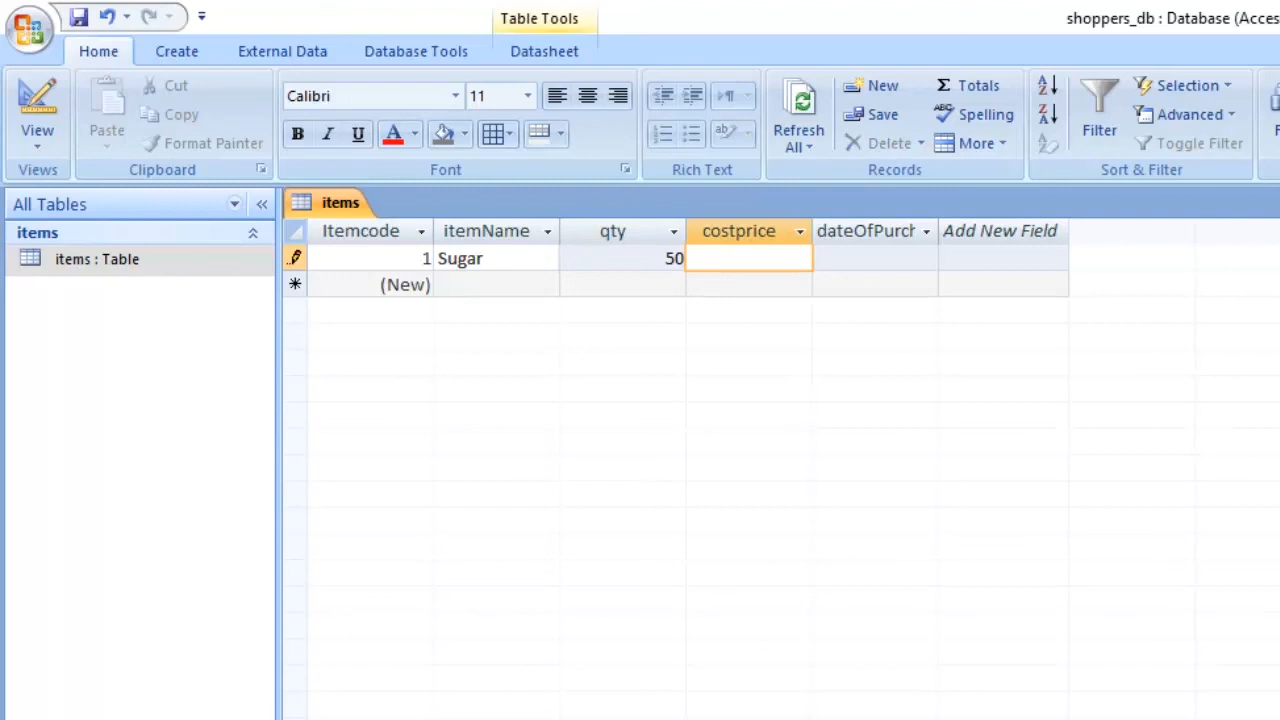 Table Tools
shoppers_db : Database (Acces
Home Create External Data Database Tools Datasheet
View
Views
Paste
Cut
Copy
Format Painter
Clipboard
Calibri 11
B I U A
Font
Rich Text
Refresh All
New
Save
Delete
Σ Totals
ABC Spelling
More
Records
Filter
Selection
Advanced
Toggle Filter
Sort & Filter
F
All Tables
items
items : Table
items
Itemcode itemName qty costprice dateOfPurch Add New Field
1 Sugar 50
(New)